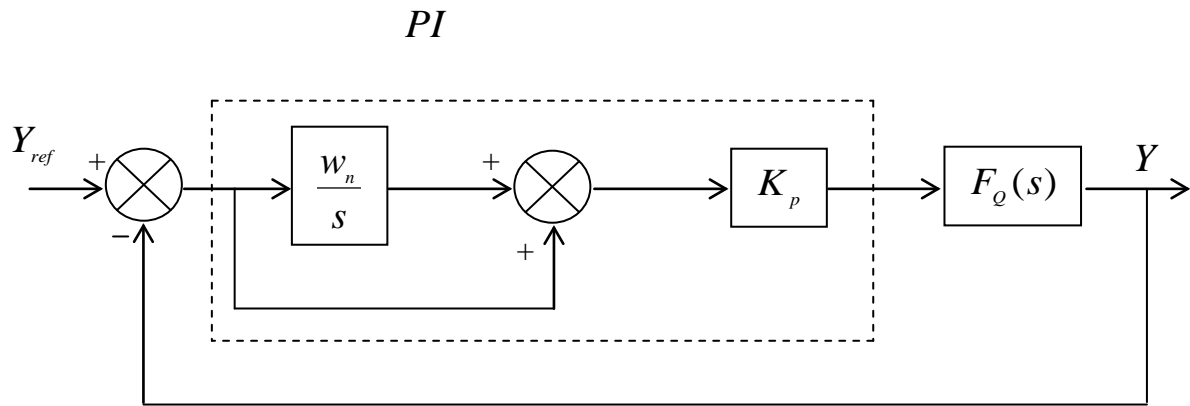 PI
Y_ref
+
−
w_n
s
+
+
K_p
F_Q(s)
Y